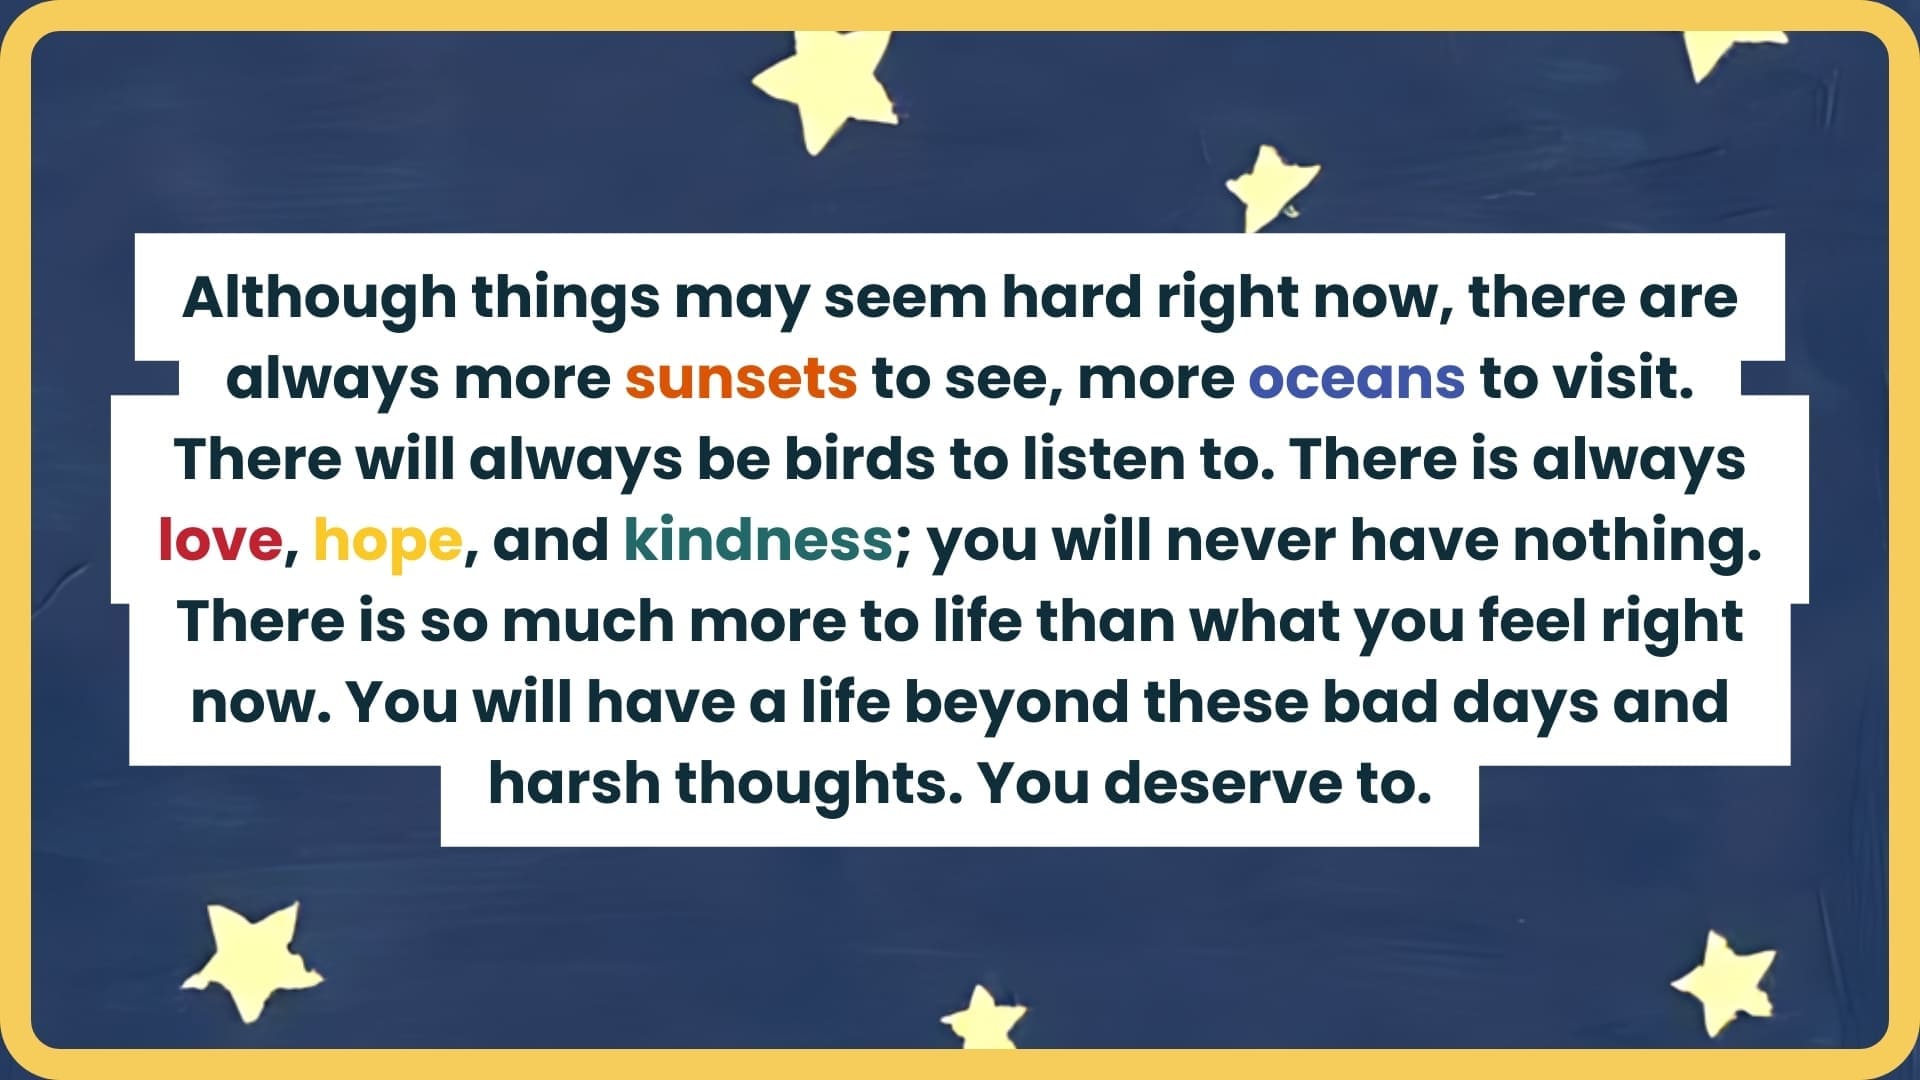 Although things may seem hard right now, there are
always more sunsets to see, more oceans to visit.
There will always be birds to listen to. There is always
love, hope, and kindness; you will never have nothing.
There is so much more to life than what you feel right
now. You will have a life beyond these bad days and
harsh thoughts. You deserve to.